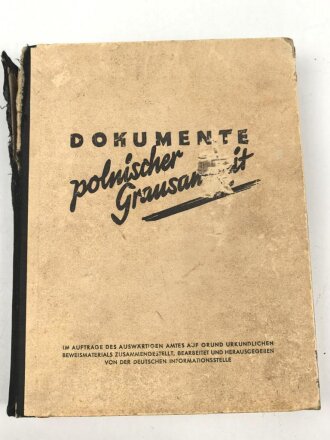 DOKUMENTE
polnischer
IM AUFTRAGE DES AUSWÄRTIGEN AMTES AUF GRUND URKUNDLICHEN
BEWEISMATERIALS ZUSAMMENGESTELLT, BEARBEITET UND HERAUSGEGEBEN
VON DER DEUTSCHEN INFORMATIONSSTELLE